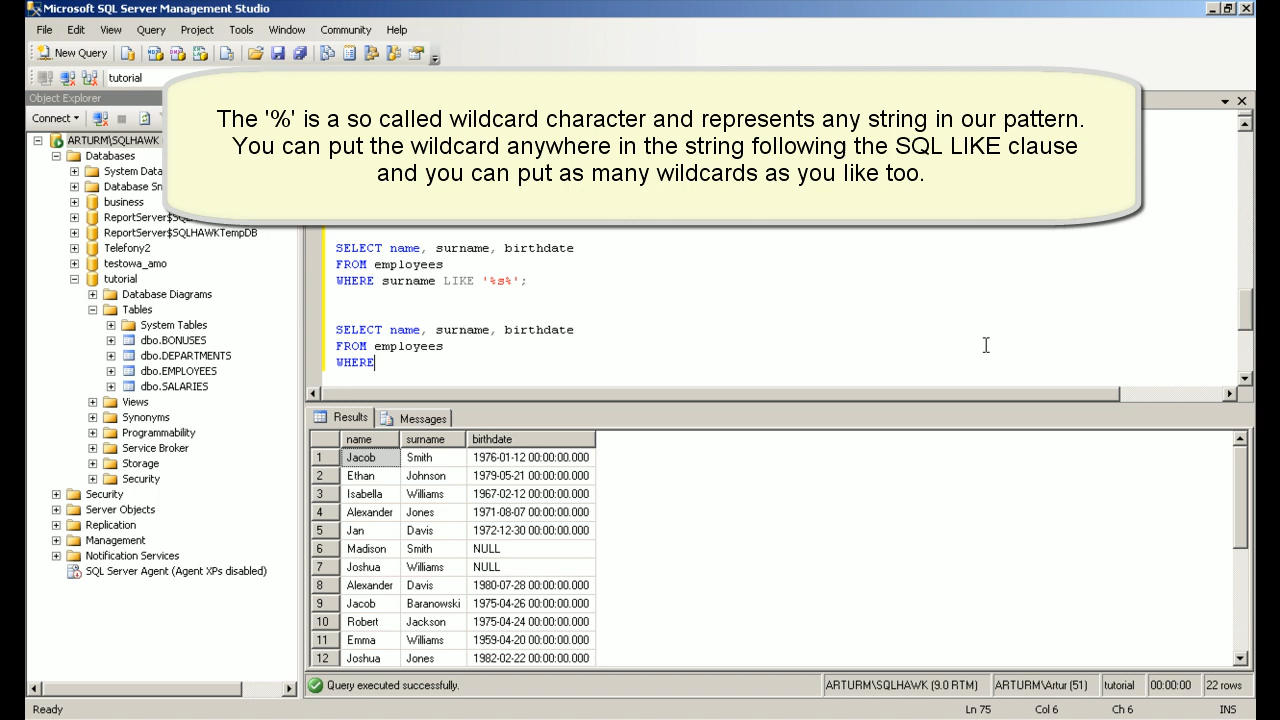 Microsoft SQL Server Management Studio
File Edit View Query Project Tools Window Community Help
New Query
tutorial
Object Explorer
Connect
The '%' is a so called wildcard character and represents any string in our pattern.
You can put the wildcard anywhere in the string following the SQL LIKE clause
and you can put as many wildcards as you like too.
ARTURM\SQLHAWK
Databases
System Data
Database Sn
business
ReportServer$SQ
ReportServer$SQLHAWKTempDB
Telefony2
testowa_amo
tutorial
Database Diagrams
Tables
System Tables
dbo.BONUSES
dbo.DEPARTMENTS
dbo.EMPLOYEES
dbo.SALARIES
Views
Synonyms
Programmability
Service Broker
Storage
Security
Security
Server Objects
Replication
Management
Notification Services
SQL Server Agent (Agent XPs disabled)
SELECT name, surname, birthdate
FROM employees
WHERE surname LIKE '%s%';
SELECT name, surname, birthdate
FROM employees
WHERE
Results Messages
name surname birthdate
1 Jacob Smith 1976-01-12 00:00:00.000
2 Ethan Johnson 1979-05-21 00:00:00.000
3 Isabella Williams 1967-02-12 00:00:00.000
4 Alexander Jones 1971-08-07 00:00:00.000
5 Jan Davis 1972-12-30 00:00:00.000
6 Madison Smith NULL
7 Joshua Williams NULL
8 Alexander Davis 1980-07-28 00:00:00.000
9 Jacob Baranowski 1975-04-26 00:00:00.000
10 Robert Jackson 1975-04-24 00:00:00.000
11 Emma Williams 1959-04-20 00:00:00.000
12 Joshua Jones 1982-02-22 00:00:00.000
Query executed successfully. ARTURM\SQLHAWK (9.0 RTM) ARTURM\Artur (51) tutorial 00:00:00 22 rows
Ready Ln 75 Col 6 Ch 6 INS